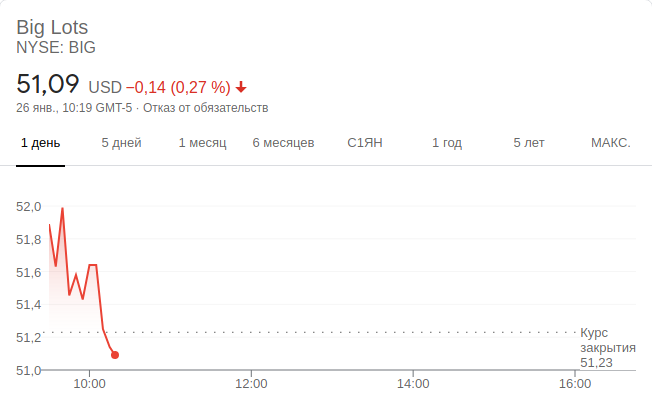 Big Lots
NYSE: BIG
51,09 USD −0,14 (0,27 %)
26 янв., 10:19 GMT-5 · Отказ от обязательств
1 день 5 дней 1 месяц 6 месяцев С1ЯН 1 год 5 лет МАКС.
52,0
51,8
51,6
51,4
51,2
51,0
Курс
закрытия
51,23
10:00 12:00 14:00 16:00